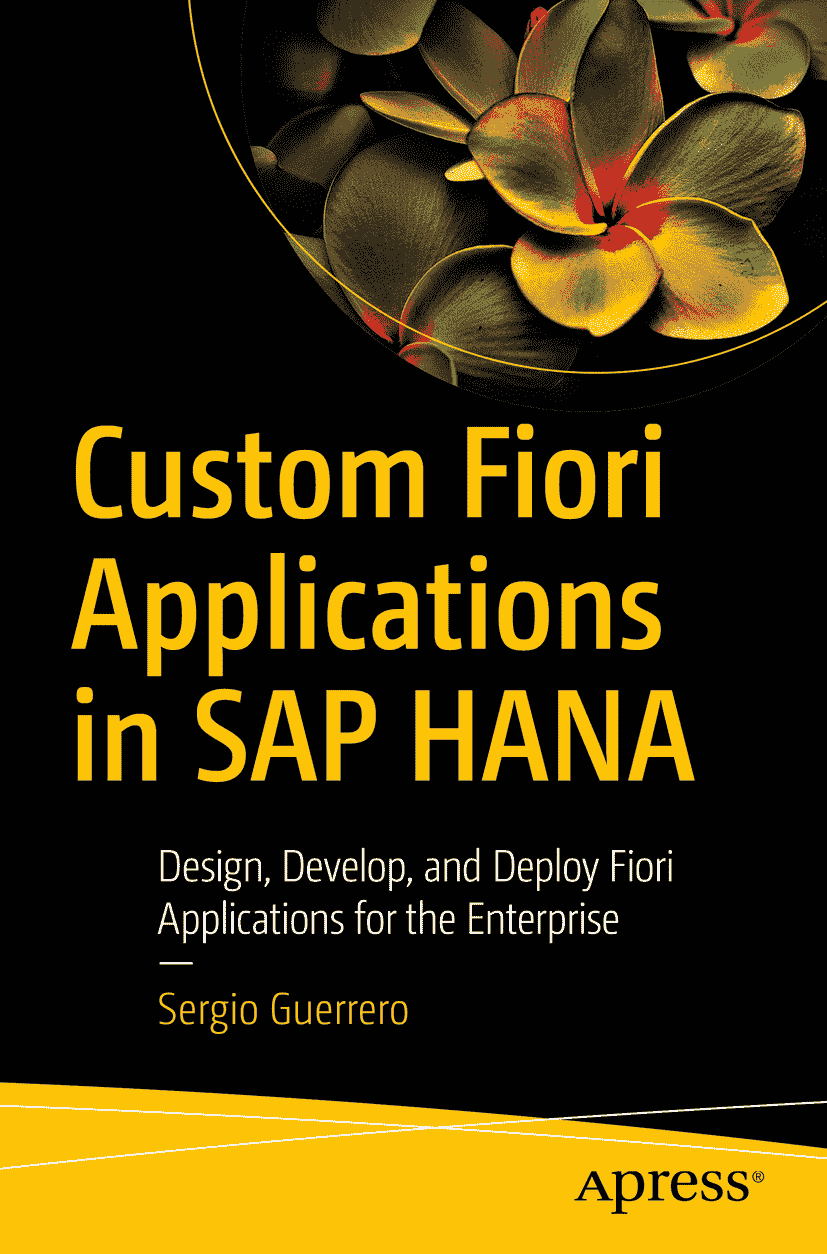 Custom Fiori
Applications
in SAP HANA
Design, Develop, and Deploy Fiori
Applications for the Enterprise
—
Sergio Guerrero
Apress®